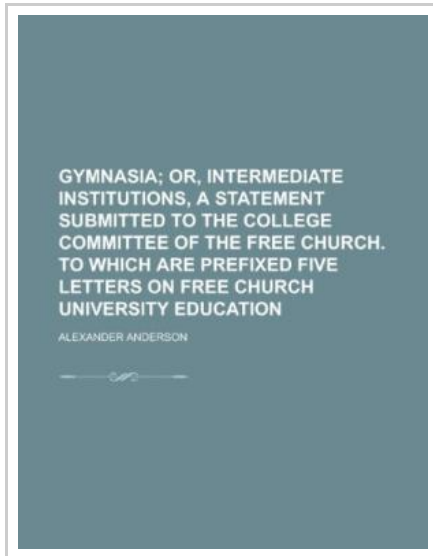 GYMNASIA; OR, INTERMEDIATE
INSTITUTIONS, A STATEMENT
SUBMITTED TO THE COLLEGE
COMMITTEE OF THE FREE CHURCH.
TO WHICH ARE PREFIXED FIVE
LETTERS ON FREE CHURCH
UNIVERSITY EDUCATION
ALEXANDER ANDERSON